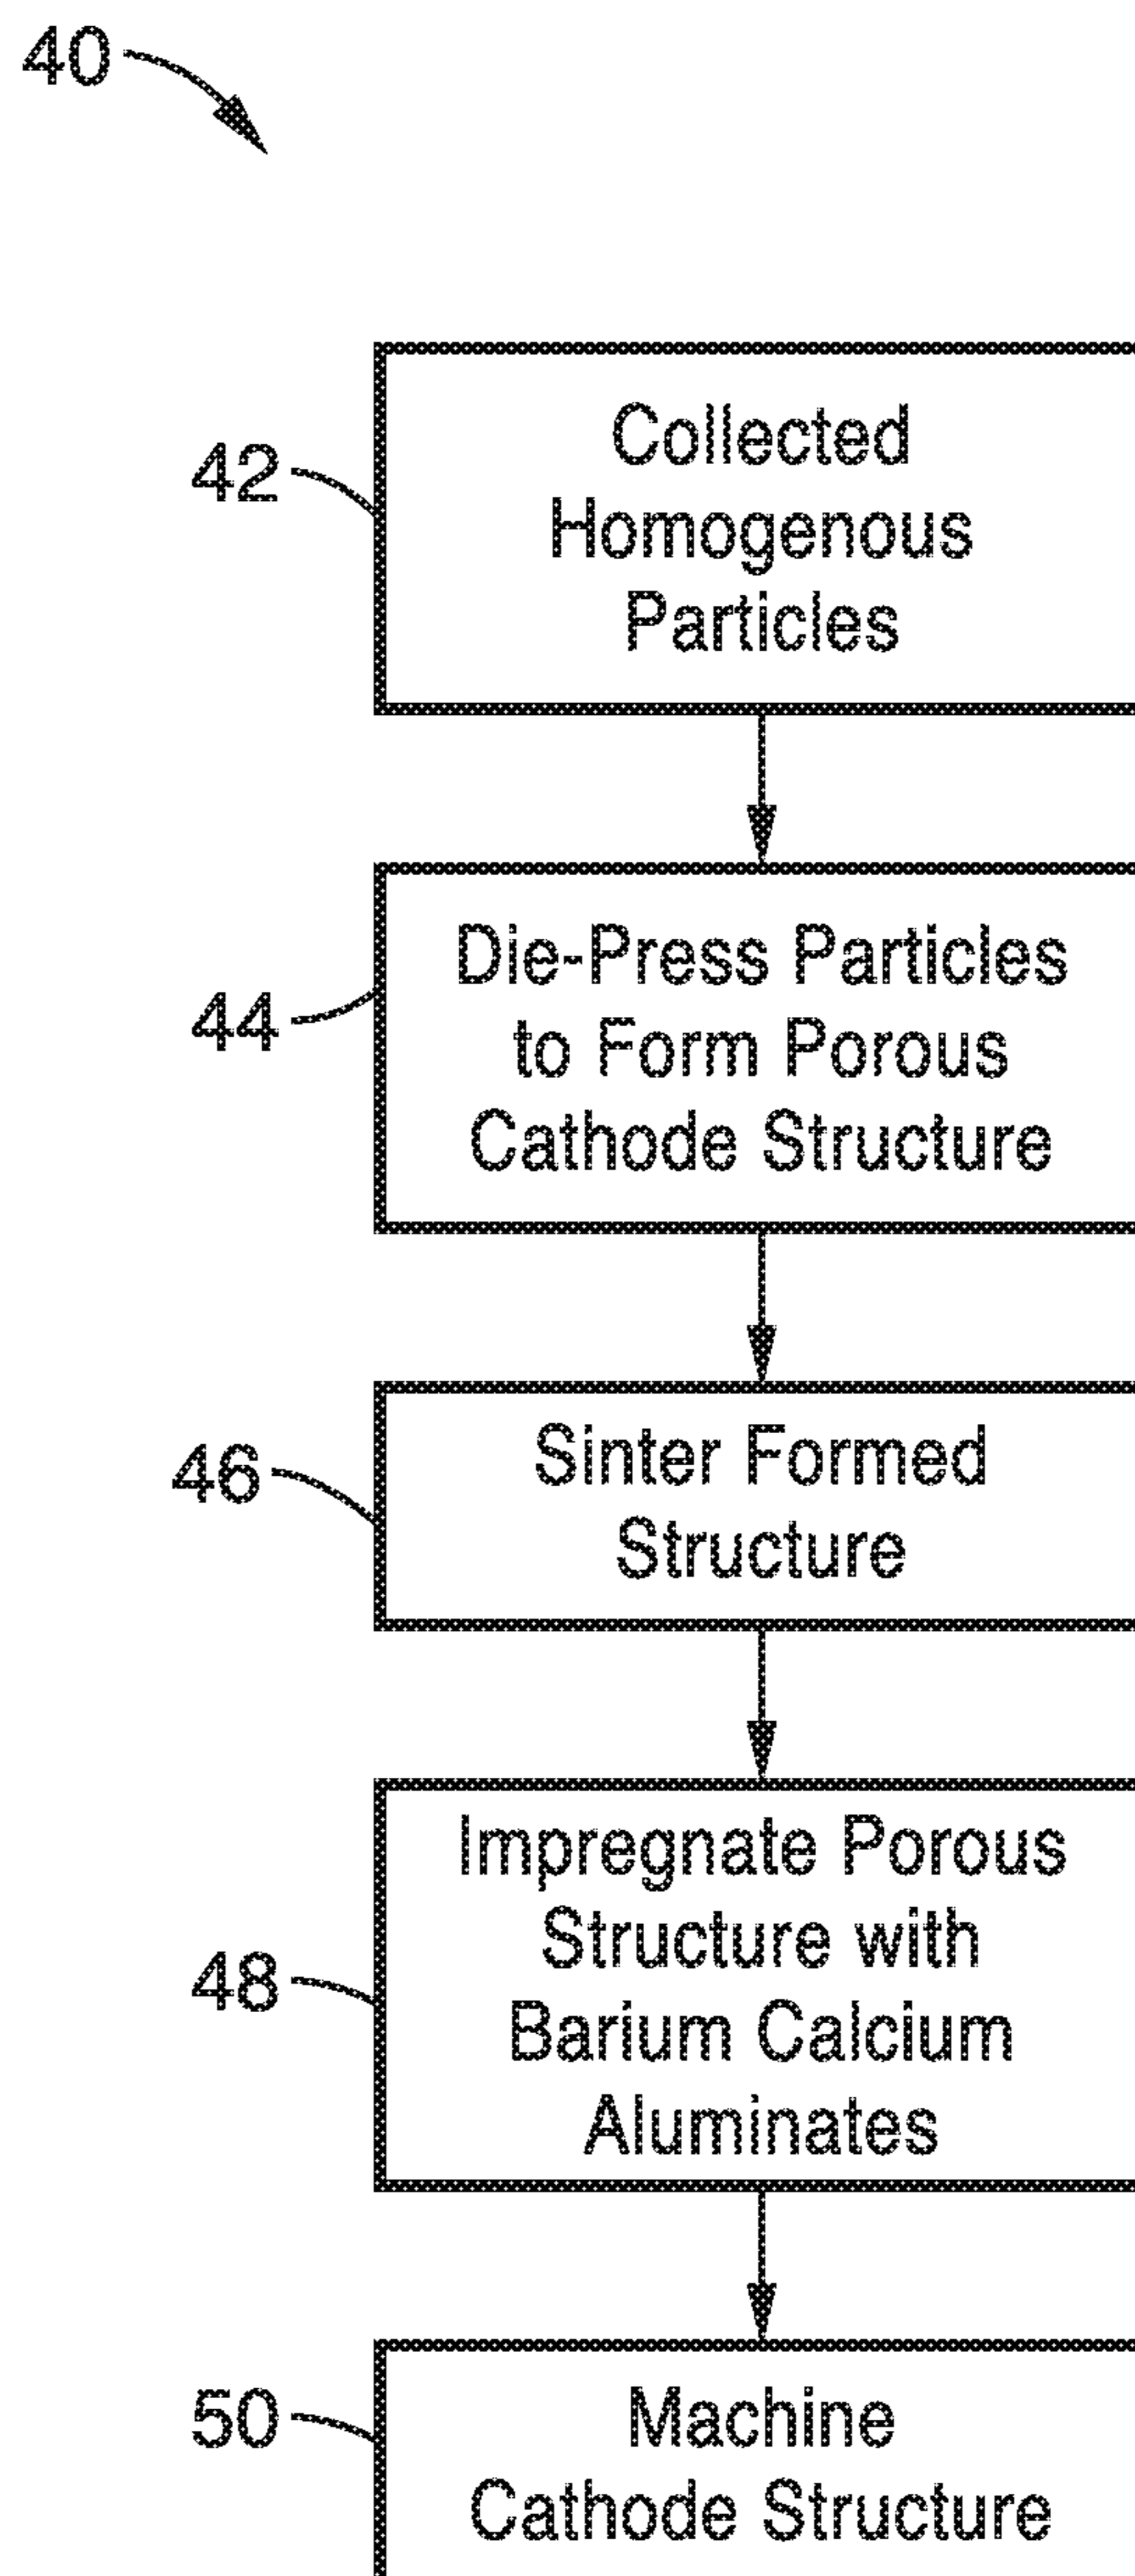 40
42
Collected
Homogenous
Particles
44
Die-Press Particles
to Form Porous
Cathode Structure
46
Sinter Formed
Structure
48
Impregnate Porous
Structure with
Barium Calcium
Aluminates
50
Machine
Cathode Structure